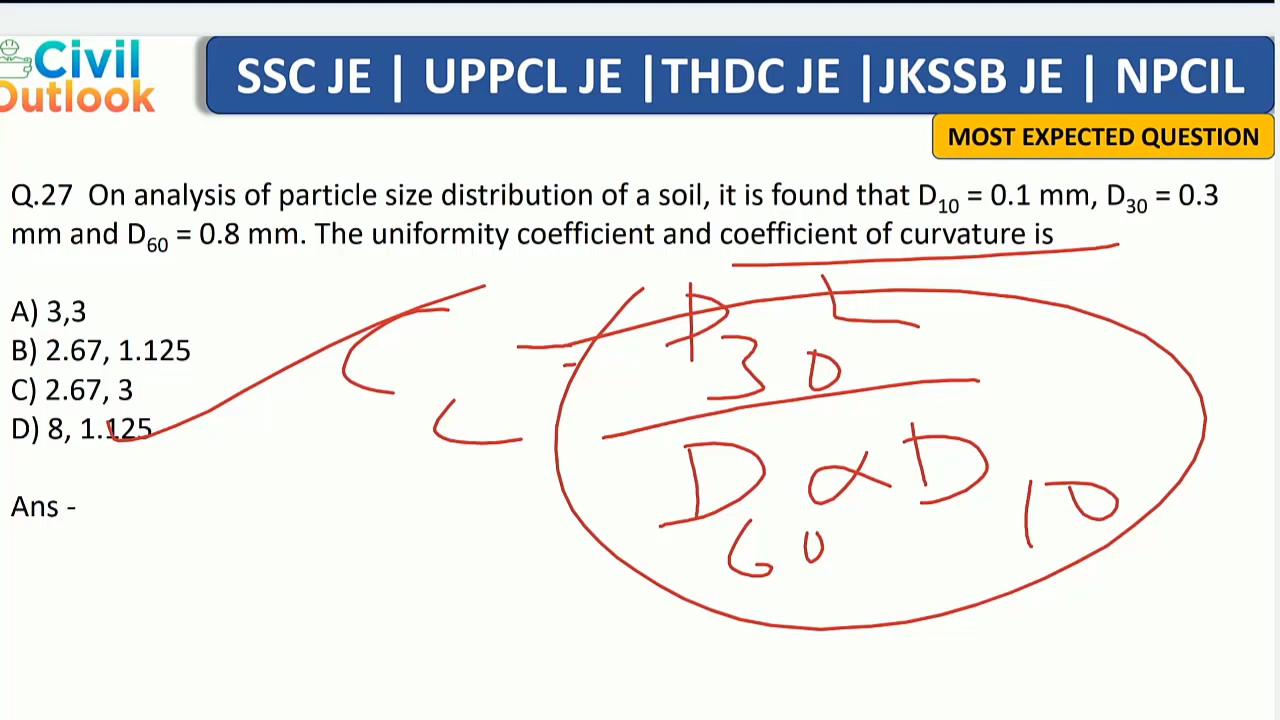 Civil
Outlook
SSC JE | UPPCL JE |THDC JE |JKSSB JE | NPCIL
MOST EXPECTED QUESTION
Q.27 On analysis of particle size distribution of a soil, it is found that D10 = 0.1 mm, D30 = 0.3
mm and D60 = 0.8 mm. The uniformity coefficient and coefficient of curvature is
A) 3,3
B) 2.67, 1.125
C) 2.67, 3
D) 8, 1.125
Ans -
Cc = D30 2
D60 x D10